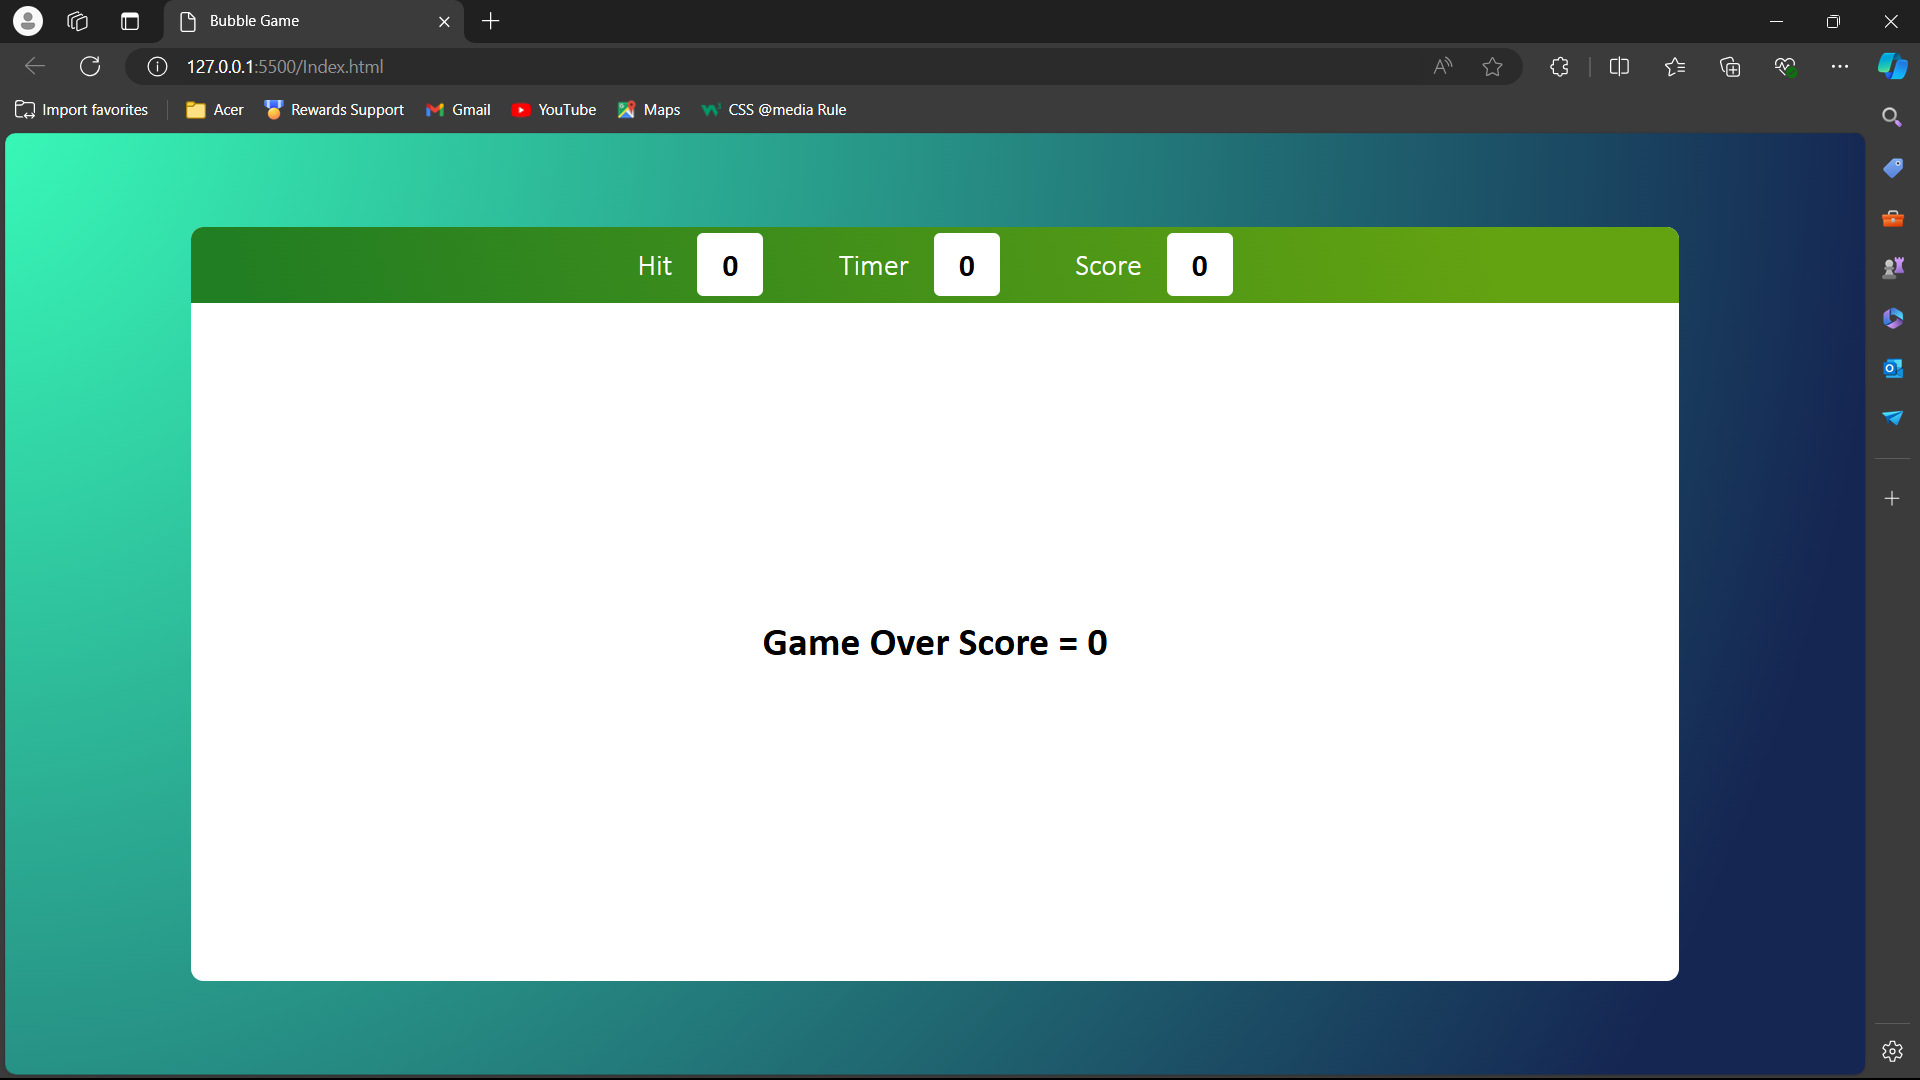 Bubble Game
127.0.0.1:5500/Index.html
Import favorites Acer Rewards Support Gmail YouTube Maps CSS @media Rule
Hit 0 Timer 0 Score 0
Game Over Score = 0